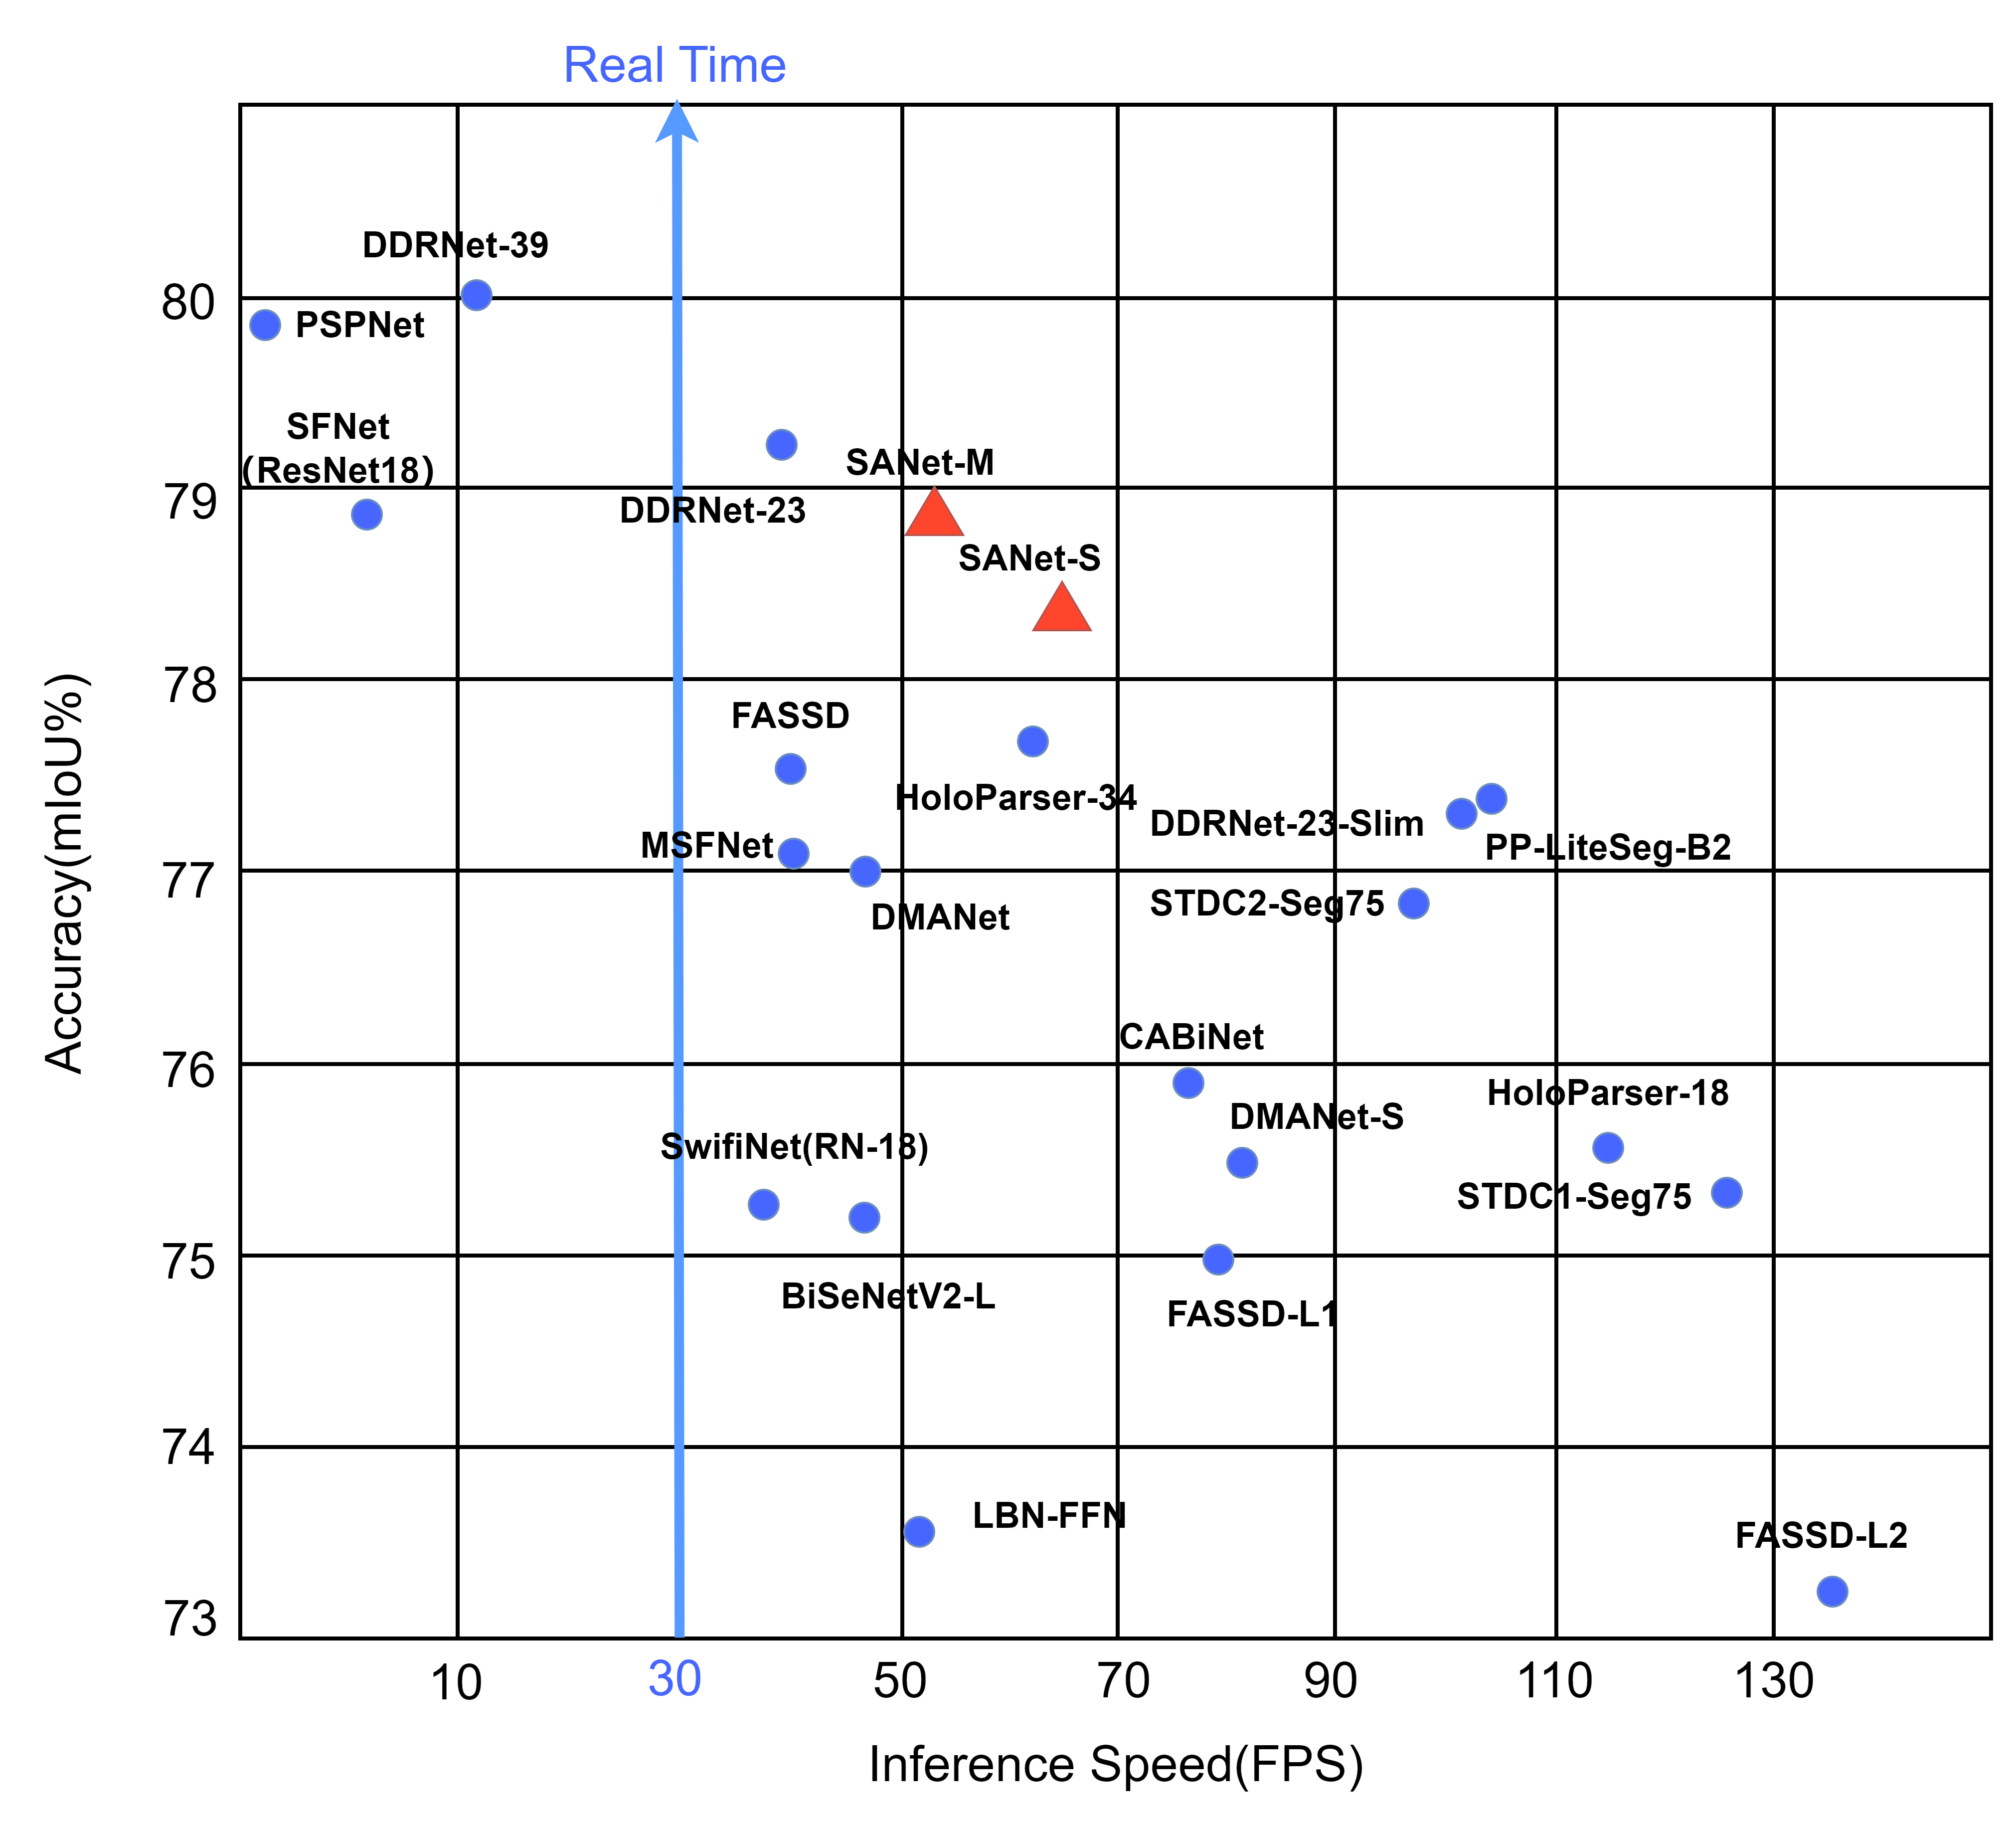 Real Time
DDRNet-39
80
PSPNet
SFNet
(ResNet18)
SANet-M
79
DDRNet-23
SANet-S
78
FASSD
HoloParser-34
DDRNet-23-Slim
MSFNet
PP-LiteSeg-B2
77
STDC2-Seg75
DMANet
Accuracy(mIoU%)
CABiNet
76
HoloParser-18
DMANet-S
SwifiNet(RN-18)
STDC1-Seg75
75
BiSeNetV2-L
FASSD-L1
74
LBN-FFN
FASSD-L2
73
10 30 50 70 90 110 130
Inference Speed(FPS)